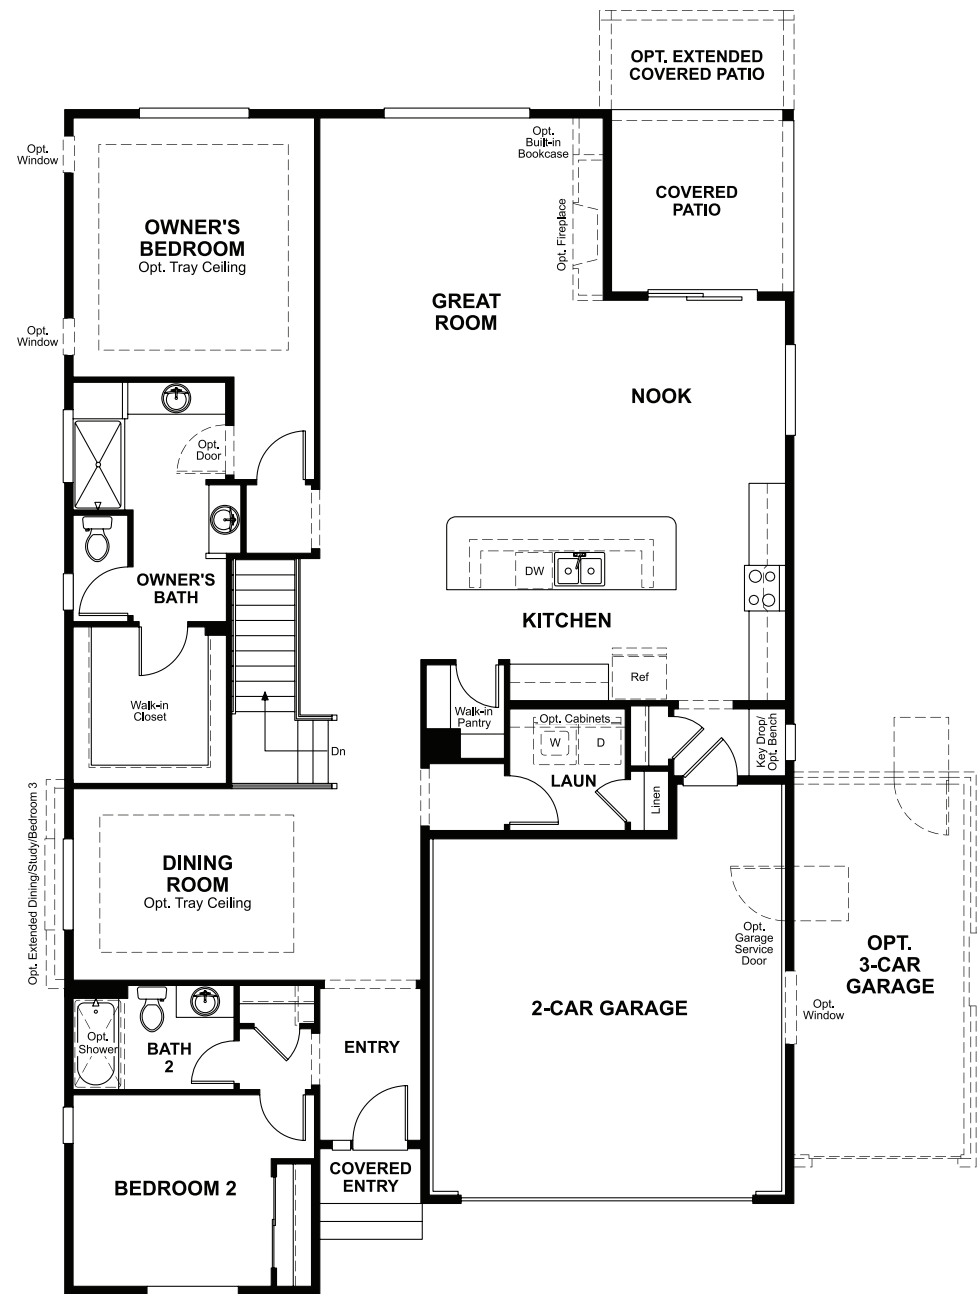 OPT. EXTENDED
COVERED PATIO
Opt.
Window
Opt.
Built-in
Bookcase
COVERED
PATIO
OWNER'S
BEDROOM
Opt. Tray Ceiling
Opt. Fireplace
GREAT
ROOM
Opt.
Window
NOOK
Opt.
Door
DW
OWNER'S
BATH
KITCHEN
Ref
Walk-in
Closet
Walk-in
Pantry
Opt. Cabinets
W
D
Key Drop/
Opt. Bench
Dn
LAUN
Linen
Opt. Extended Dining/Study/Bedroom 3
DINING
ROOM
Opt. Tray Ceiling
Opt.
Garage
Service
Door
OPT.
3-CAR
GARAGE
2-CAR GARAGE
Opt.
Window
Opt.
Shower
BATH
2
ENTRY
COVERED
ENTRY
BEDROOM 2